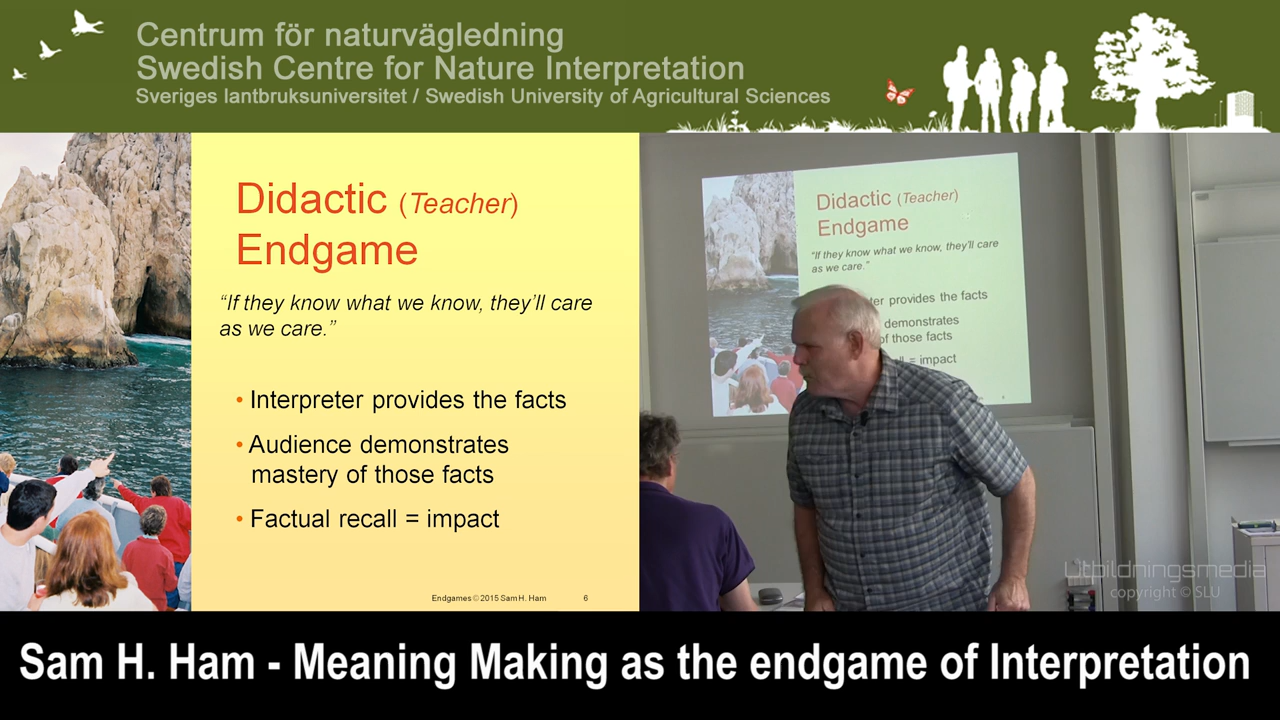 Centrum för naturvägledning
Swedish Centre for Nature Interpretation
Sveriges lantbruksuniversitet / Swedish University of Agricultural Sciences
Didactic (Teacher)
Endgame
“If they know what we know, they’ll care
as we care.”
• Interpreter provides the facts
• Audience demonstrates
mastery of those facts
• Factual recall = impact
Endgames © 2015 Sam H. Ham 6
Didactic (Teacher)
Endgame
“If they know what we know, they’ll care
as we care.”
ter provides the facts
demonstrates
of those facts
= impact
Utbildningsmedia
copyright © SLU
Sam H. Ham - Meaning Making as the endgame of Interpretation